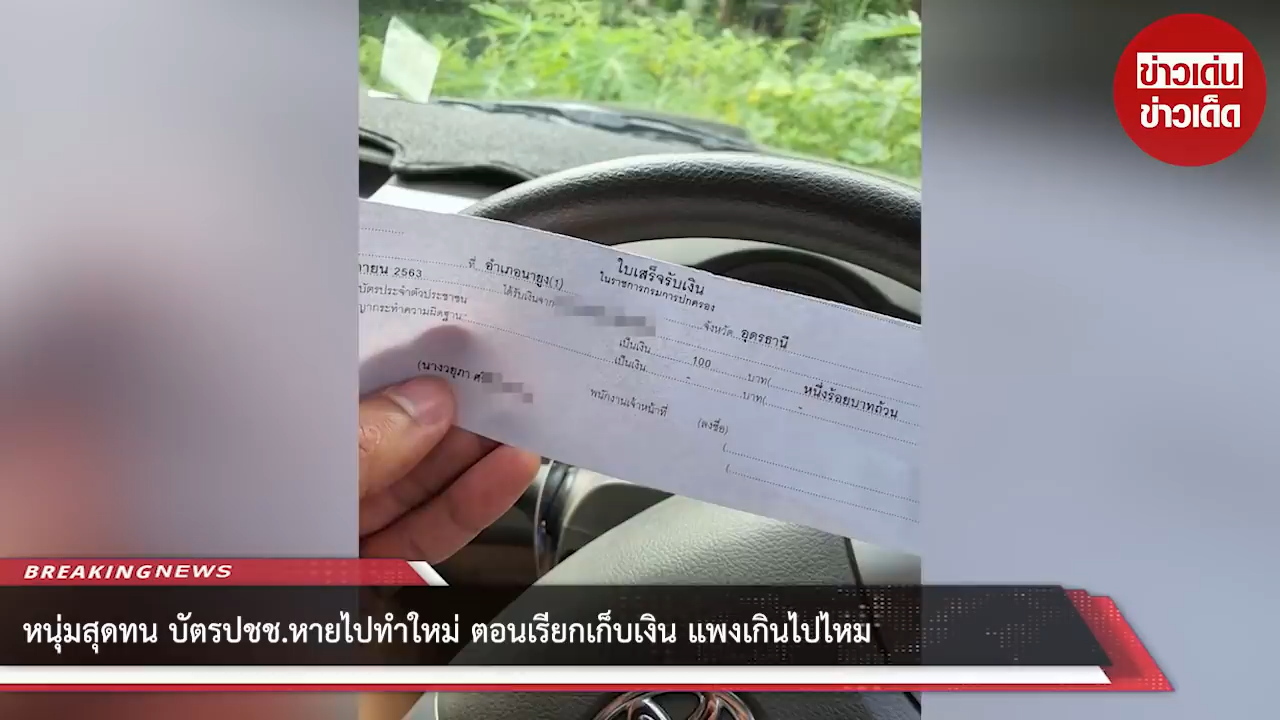 ข่าวเด่น
ข่าวเด็ด
ใบเสร็จรับเงิน
ในราชการกรมการปกครอง
ที่ อำเภอนายูง(1)
จังหวัด อุดรธานี
ายน 2563
ได้รับเงินจาก
บัตรประจำตัวประชาชน
เป็นเงิน 100 บาท( หนึ่งร้อยบาทถ้วน
ญากระทำความผิดฐาน
เป็นเงิน - บาท( -
(ลงชื่อ)
(นางวยุภา ศ
พนักงานเจ้าหน้าที่
BREAKING NEWS
หนุ่มสุดทน บัตรปชช.หายไปทำใหม่ ตอนเรียกเก็บเงิน แพงเกินไปไหม